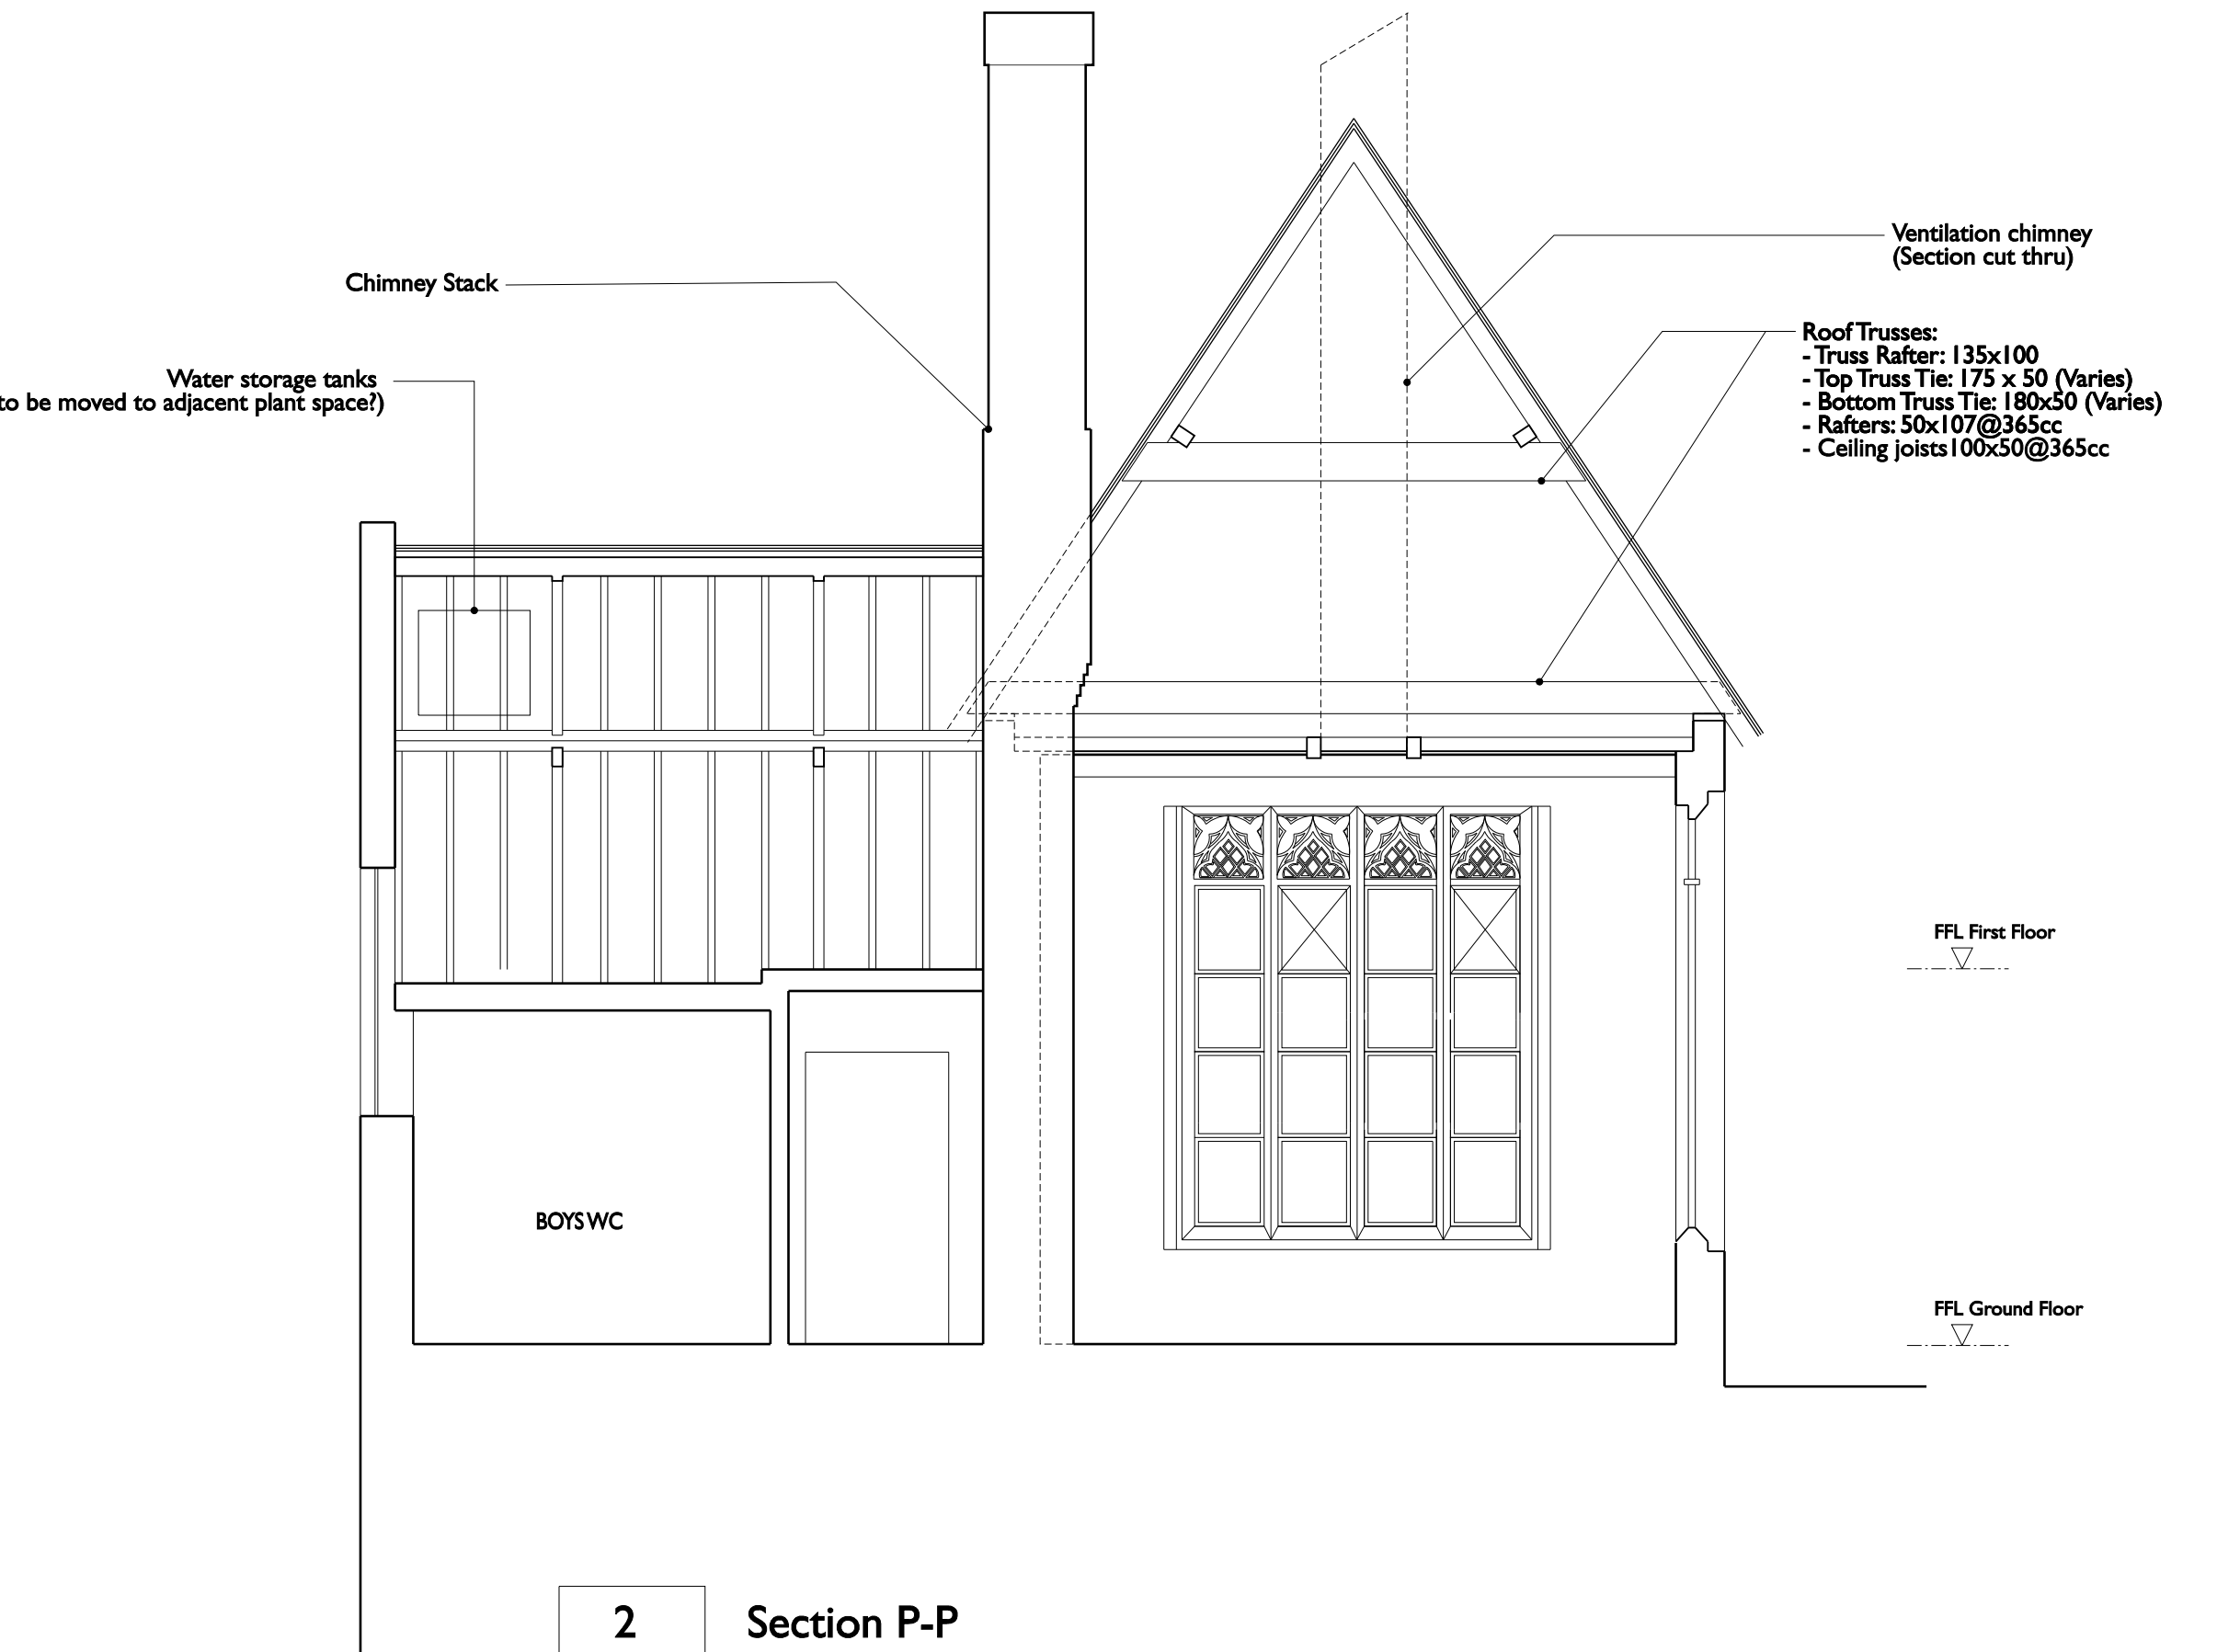 Ventilation chimney
(Section cut thru)
Chimney Stack
Roof Trusses:
- Truss Rafter: 135x100
- Top Truss Tie: 175 x 50 (Varies)
- Bottom Truss Tie: 180x50 (Varies)
- Rafters: 50x107@365cc
- Ceiling joists100x50@365cc
Water storage tanks
to be moved to adjacent plant space?)
FFL First Floor
BOYS WC
FFL Ground Floor
2
Section P-P